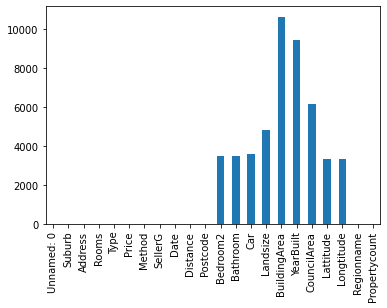 10000
8000
6000
4000
2000
0
Unnamed: 0
Suburb
Address
Rooms
Type
Price
Method
SellerG
Date
Distance
Postcode
Bedroom2
Bathroom
Car
Landsize
BuildingArea
YearBuilt
CouncilArea
Lattitude
Longtitude
Regionname
Propertycount